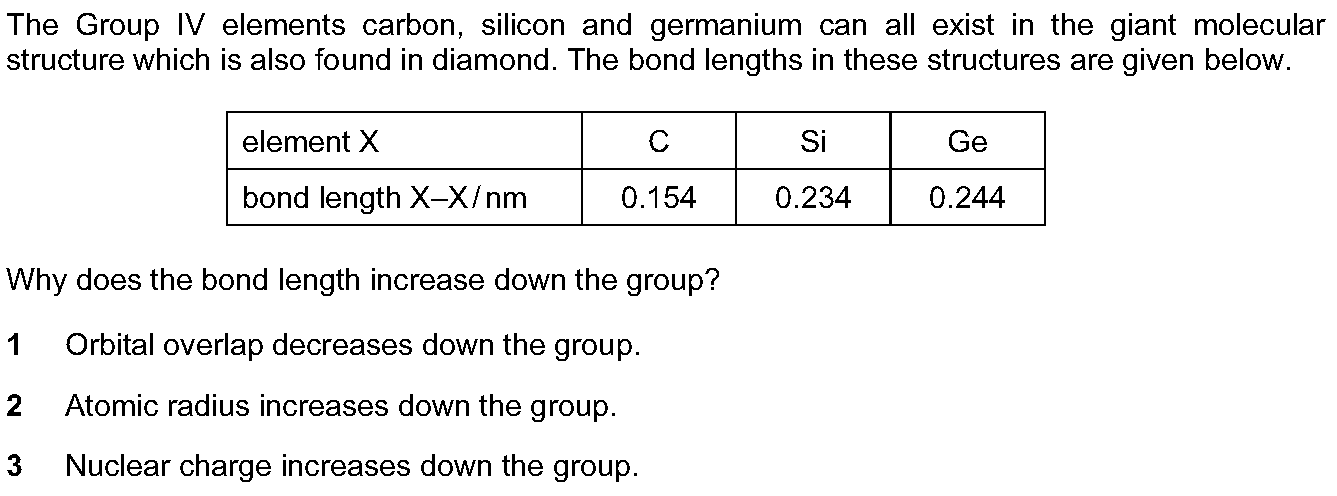 The Group IV elements carbon, silicon and germanium can all exist in the giant molecular
structure which is also found in diamond. The bond lengths in these structures are given below.
element X C Si Ge
bond length X–X/nm 0.154 0.234 0.244
Why does the bond length increase down the group?
1 Orbital overlap decreases down the group.
2 Atomic radius increases down the group.
3 Nuclear charge increases down the group.